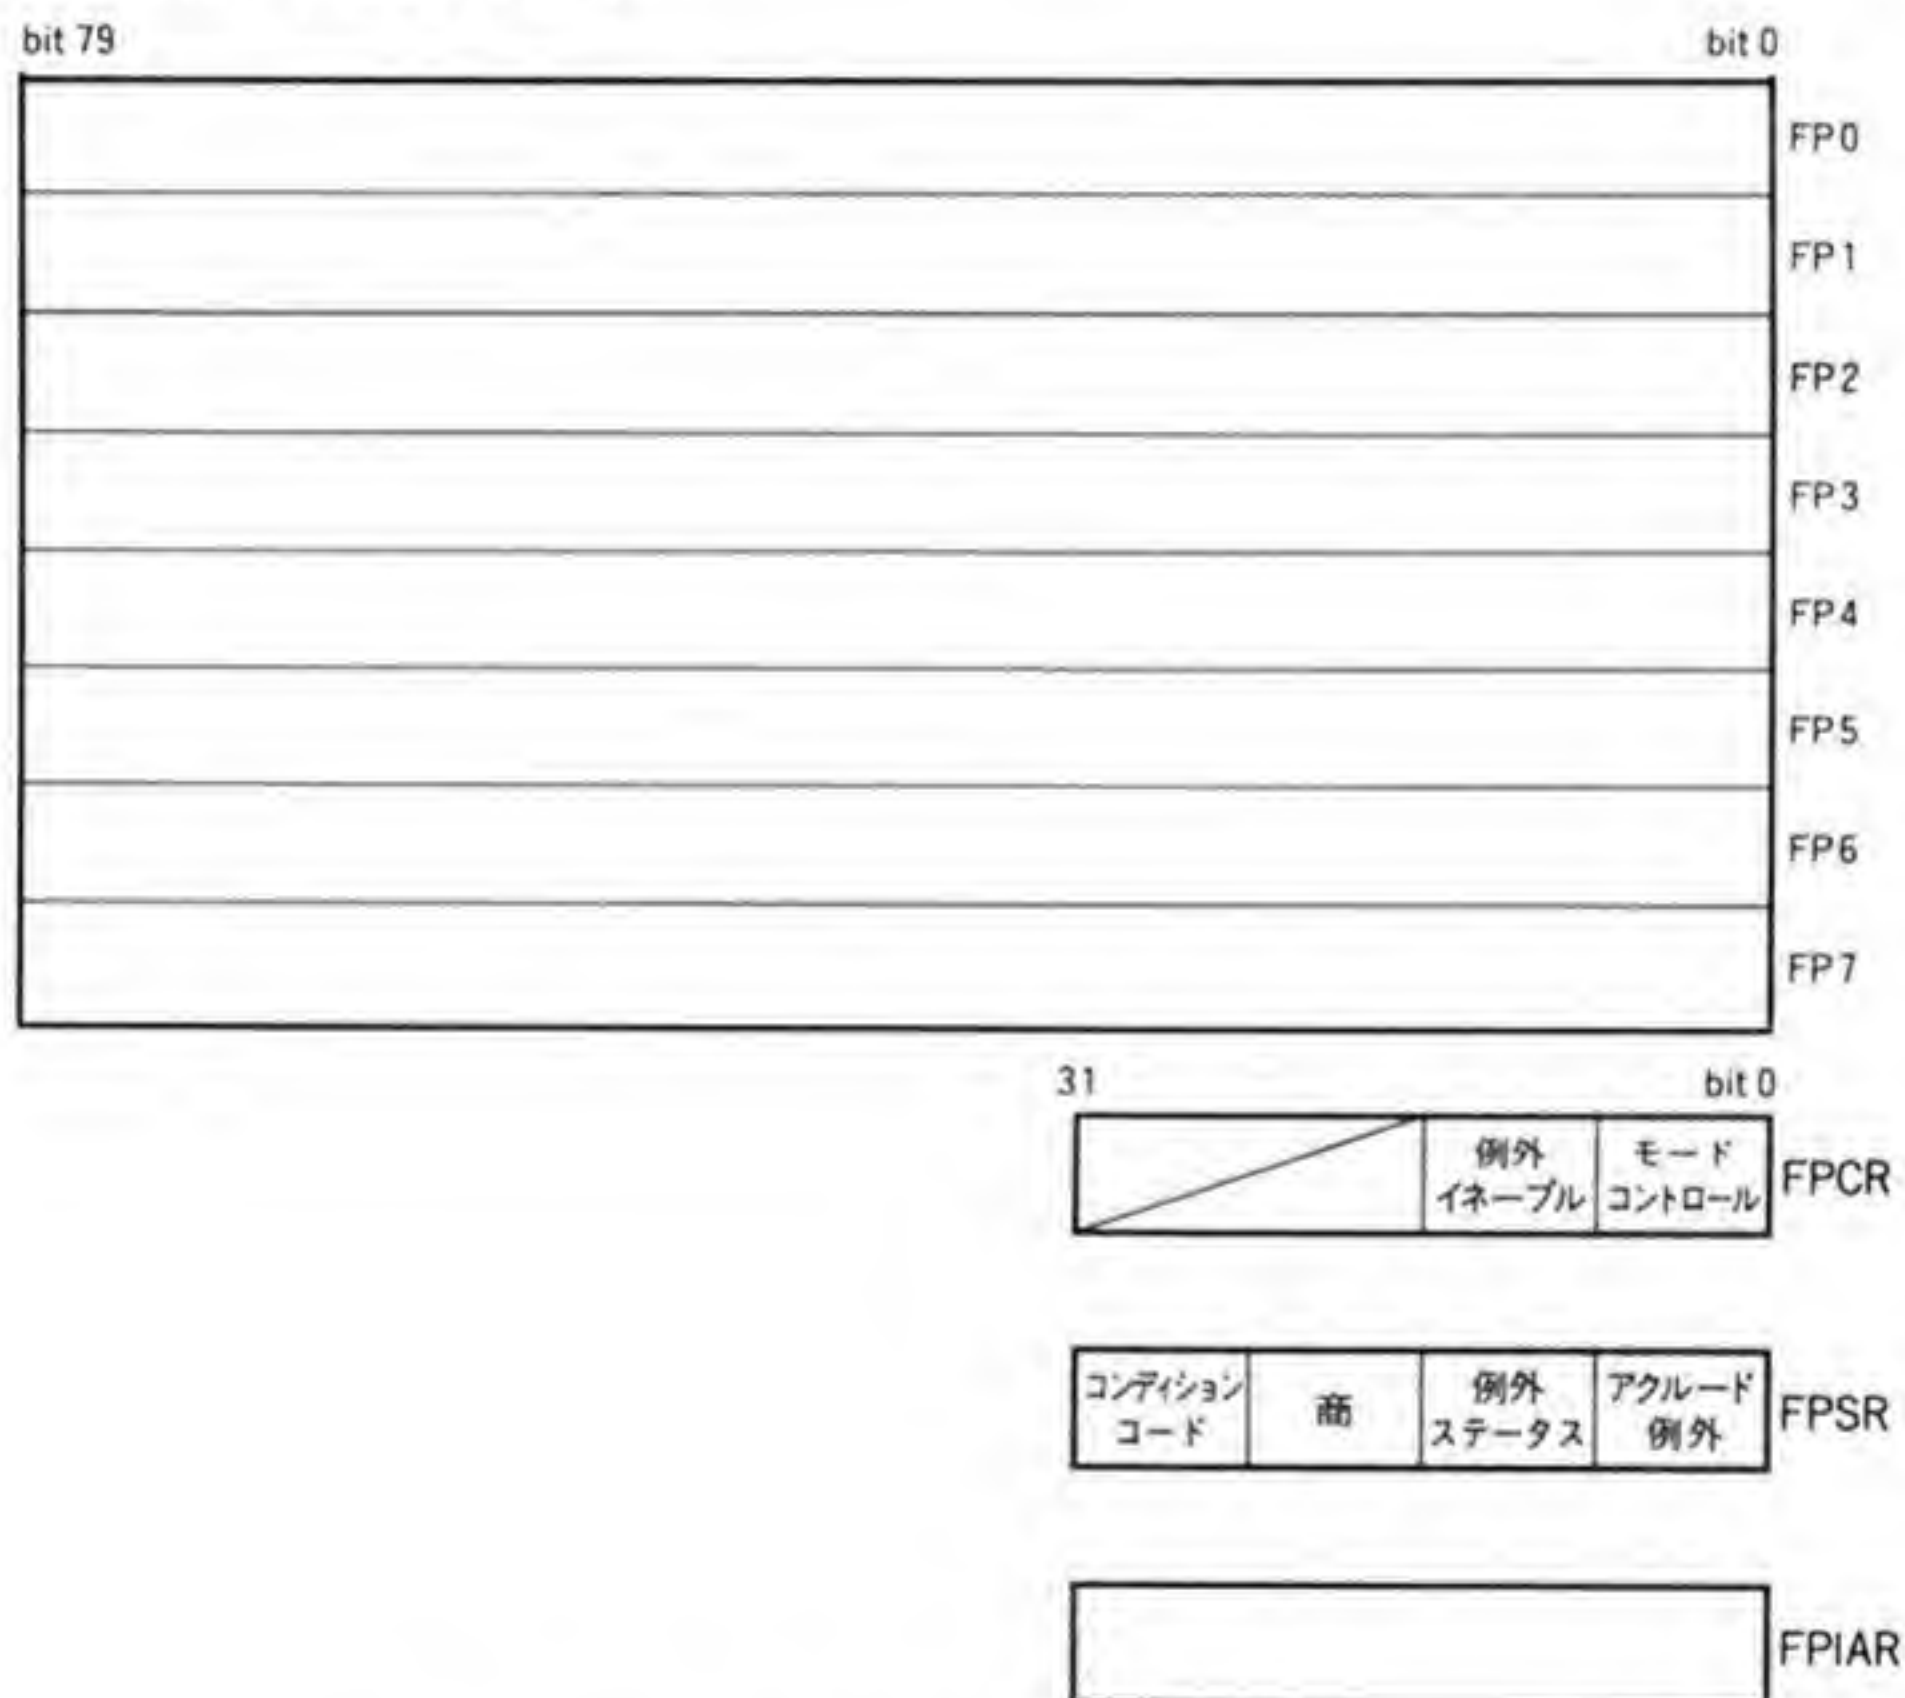 bit 79 bit 0
FP0
FP1
FP2
FP3
FP4
FP5
FP6
FP7
31 bit 0
例外
イネーブル
モード
コントロール
FPCR
コンディション
コード
商
例外
ステータス
アクルード
例外
FPSR
FPIAR